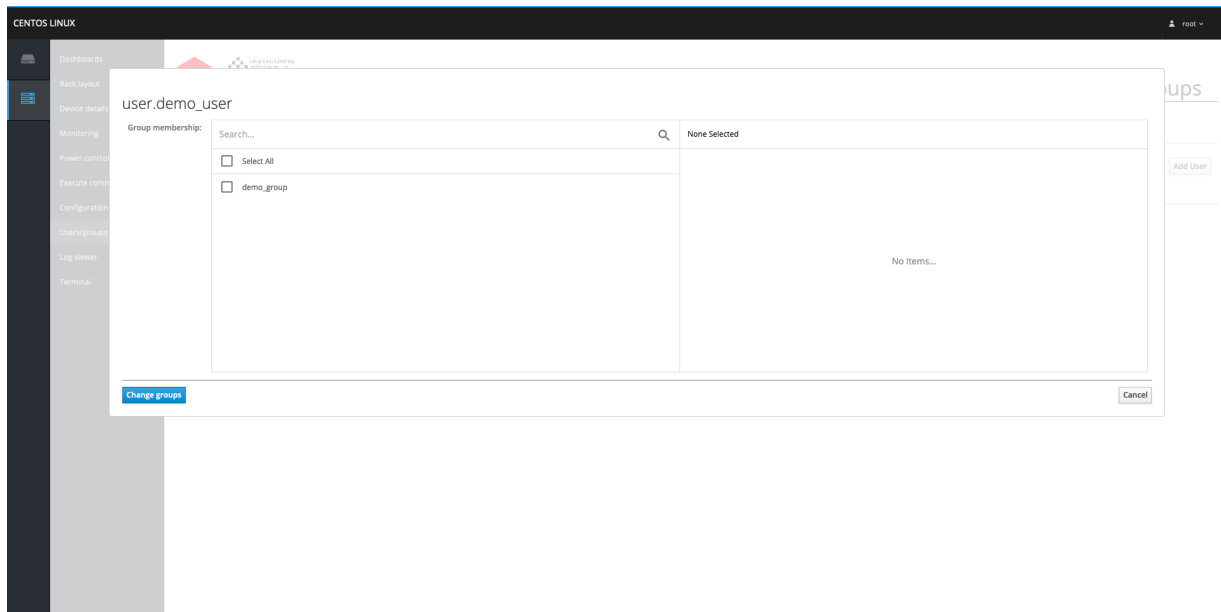 CENTOS LINUX
root
Dashboards
Rack layout
Device details
Monitoring
Power control
Execute comm
Configuration
Users/groups
Log viewer
Terminal
ups
Add User
user.demo_user
Group membership:
Search...
None Selected
Select All
demo_group
No Items...
Change groups
Cancel